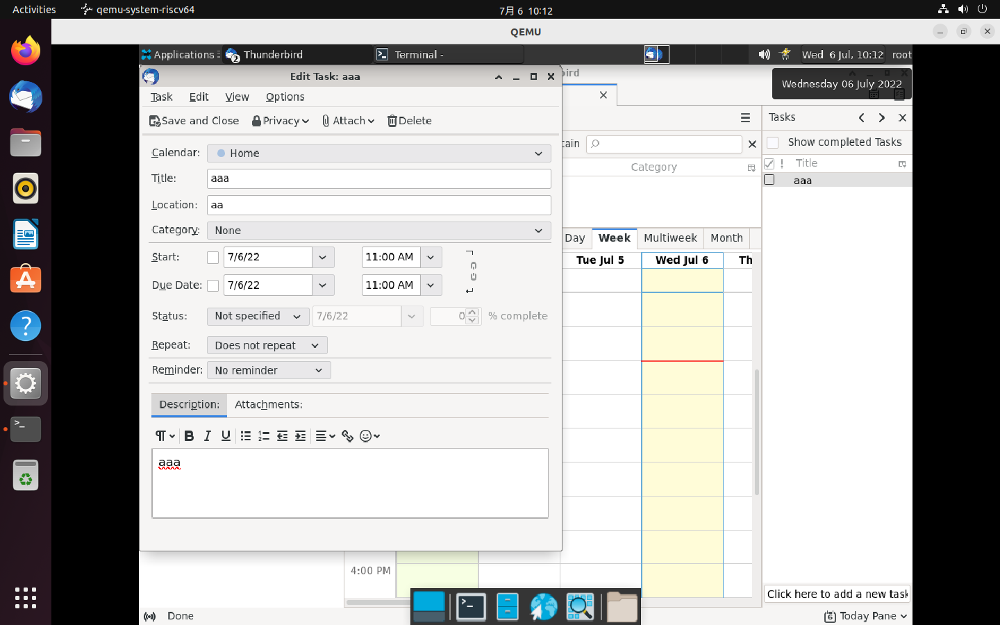 Activities
qemu-system-riscv64
7月 6 10:12
QEMU
Applications
2
Thunderbird
Terminal -
Wed 6 Jul, 10:12
root
Edit Task: aaa
Wednesday 06 July 2022
Task
Edit
View
Options
Save and Close
Privacy
Attach
Delete
Calendar:
Home
Title:
aaa
Location:
aa
Category:
None
Start:
7/6/22
11:00 AM
Due Date:
7/6/22
11:00 AM
Status:
Not specified
7/6/22
0
% complete
Repeat:
Does not repeat
Reminder:
No reminder
Description:
Attachments:
B
I
U
aaa
Category
Day
Week
Multiweek
Month
Tue Jul 5
Wed Jul 6
Th
4:00 PM
Tasks
Show completed Tasks
! Title
aaa
Click here to add a new task
Done
6
Today Pane